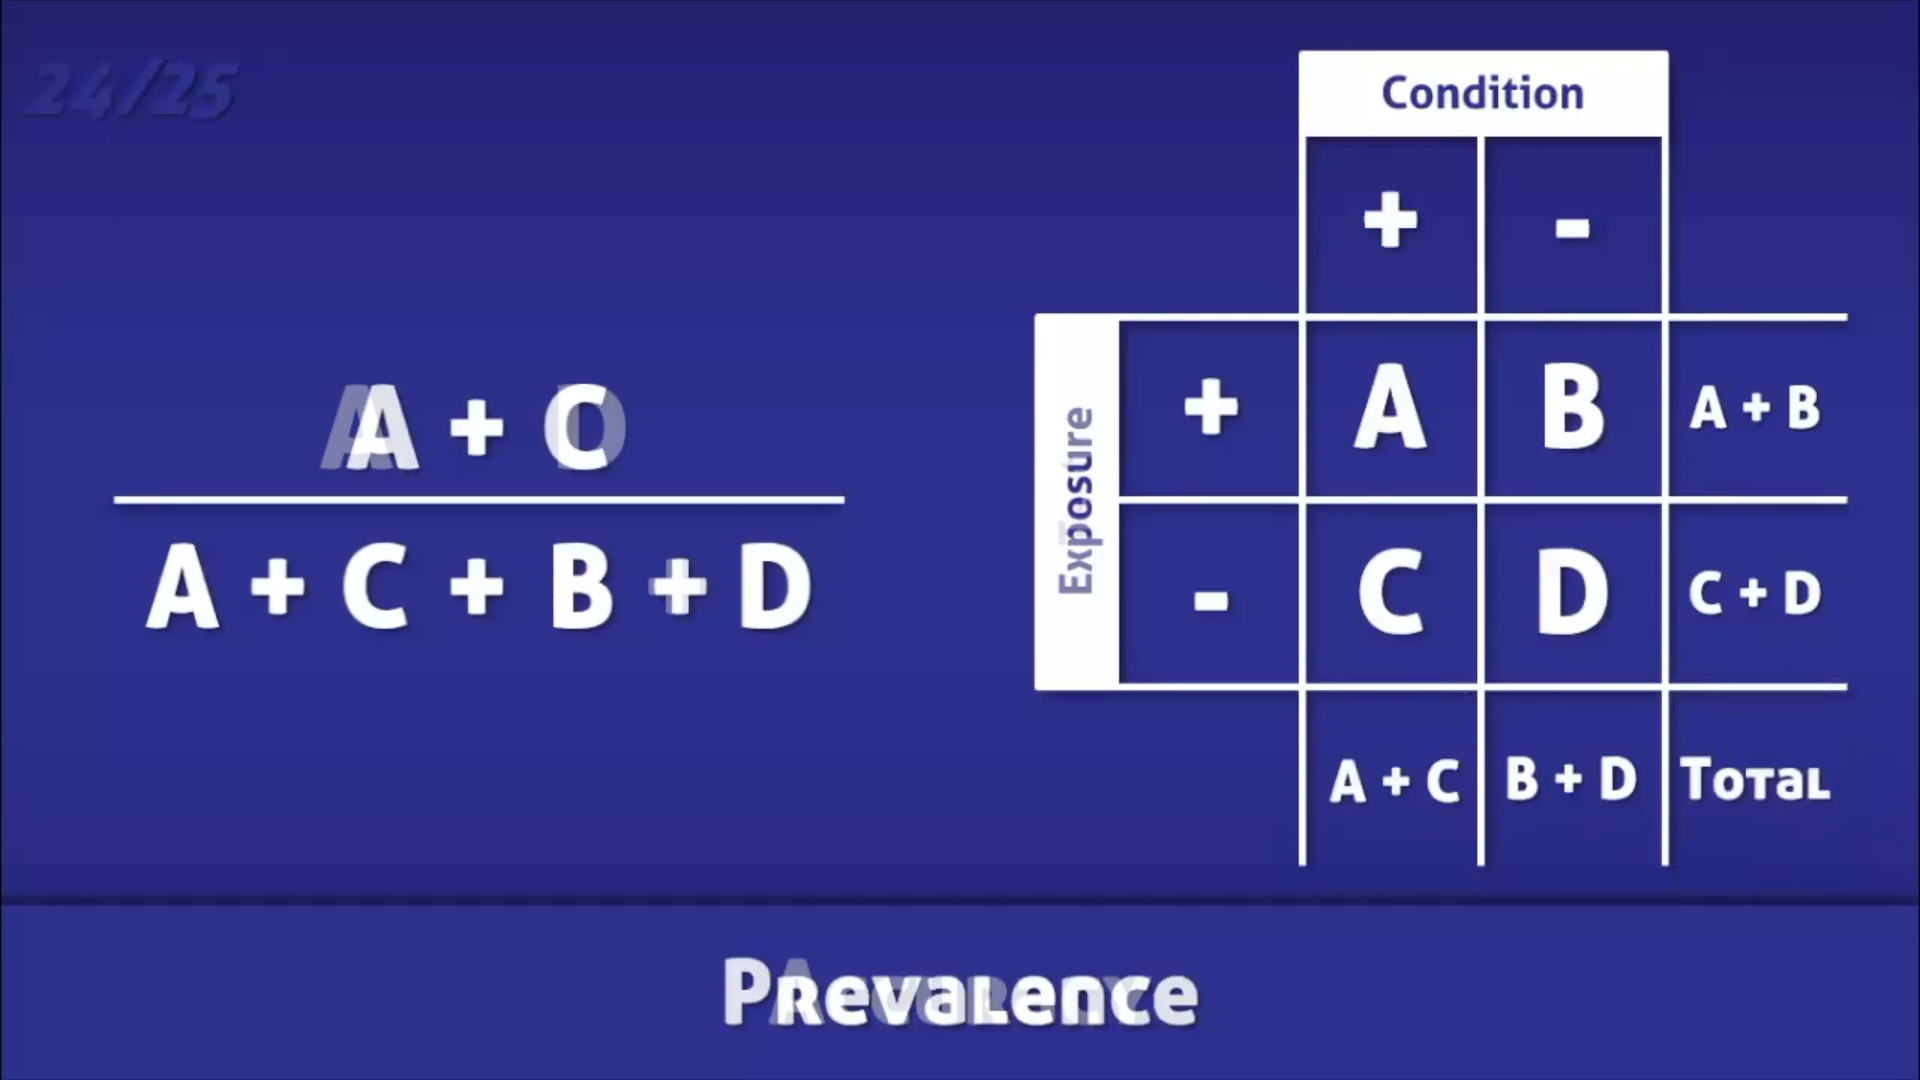 24/25
Condition
+ -
A + C
A + C + B + D
Exposure
+ A B A + B
- C D C + D
A + C B + D Total
Prevalence